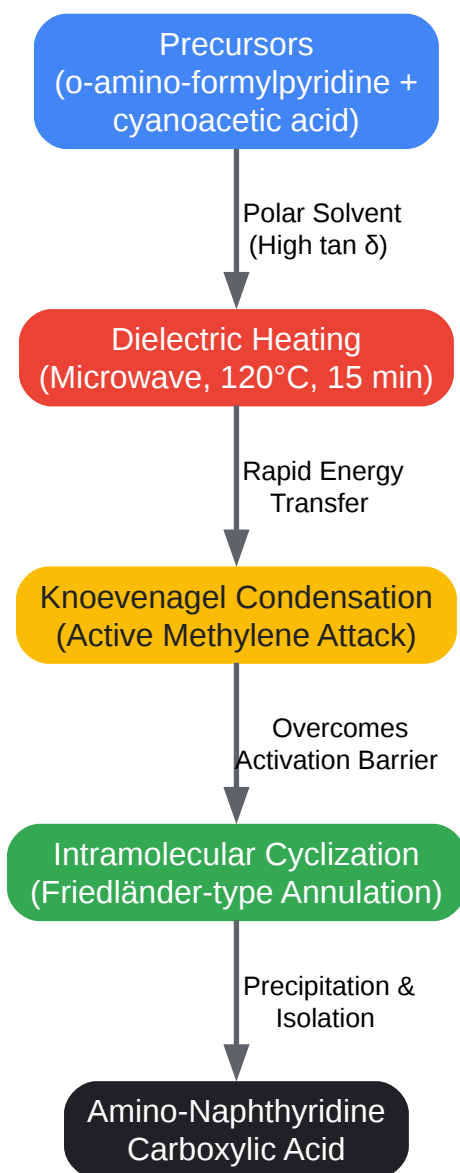 Precursors
(o-amino-formylpyridine +
cyanoacetic acid)
Polar Solvent
(High tan δ)
Dielectric Heating
(Microwave, 120°C, 15 min)
Rapid Energy
Transfer
Knoevenagel Condensation
(Active Methylene Attack)
Overcomes
Activation Barrier
Intramolecular Cyclization
(Friedländer-type Annulation)
Precipitation &
Isolation
Amino-Naphthyridine
Carboxylic Acid